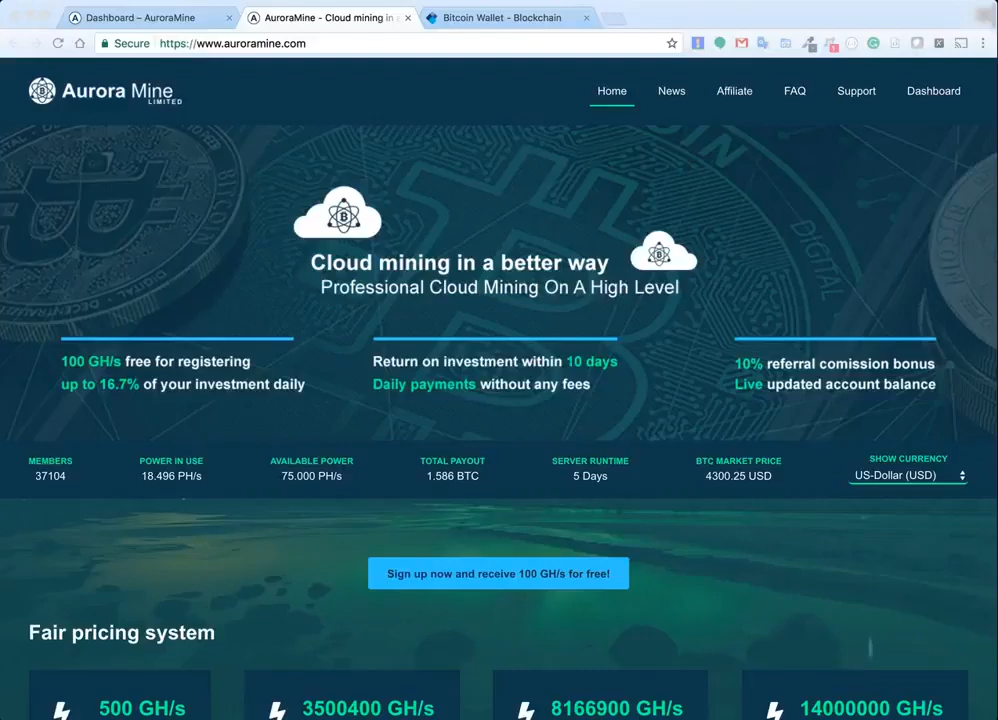 Dashboard – AuroraMine
AuroraMine - Cloud mining in
Bitcoin Wallet - Blockchain
Secure
https://www.auroramine.com
Aurora Mine
LIMITED
Home
News
Affiliate
FAQ
Support
Dashboard
Cloud mining in a better way
Professional Cloud Mining On A High Level
100 GH/s free for registering
up to 16.7% of your investment daily
Return on investment within 10 days
Daily payments without any fees
10% referral comission bonus
Live updated account balance
MEMBERS
37104
POWER IN USE
18.496 PH/s
AVAILABLE POWER
75.000 PH/s
TOTAL PAYOUT
1.586 BTC
SERVER RUNTIME
5 Days
BTC MARKET PRICE
4300.25 USD
SHOW CURRENCY
US-Dollar (USD)
Sign up now and receive 100 GH/s for free!
Fair pricing system
500 GH/s
3500400 GH/s
8166900 GH/s
14000000 GH/s